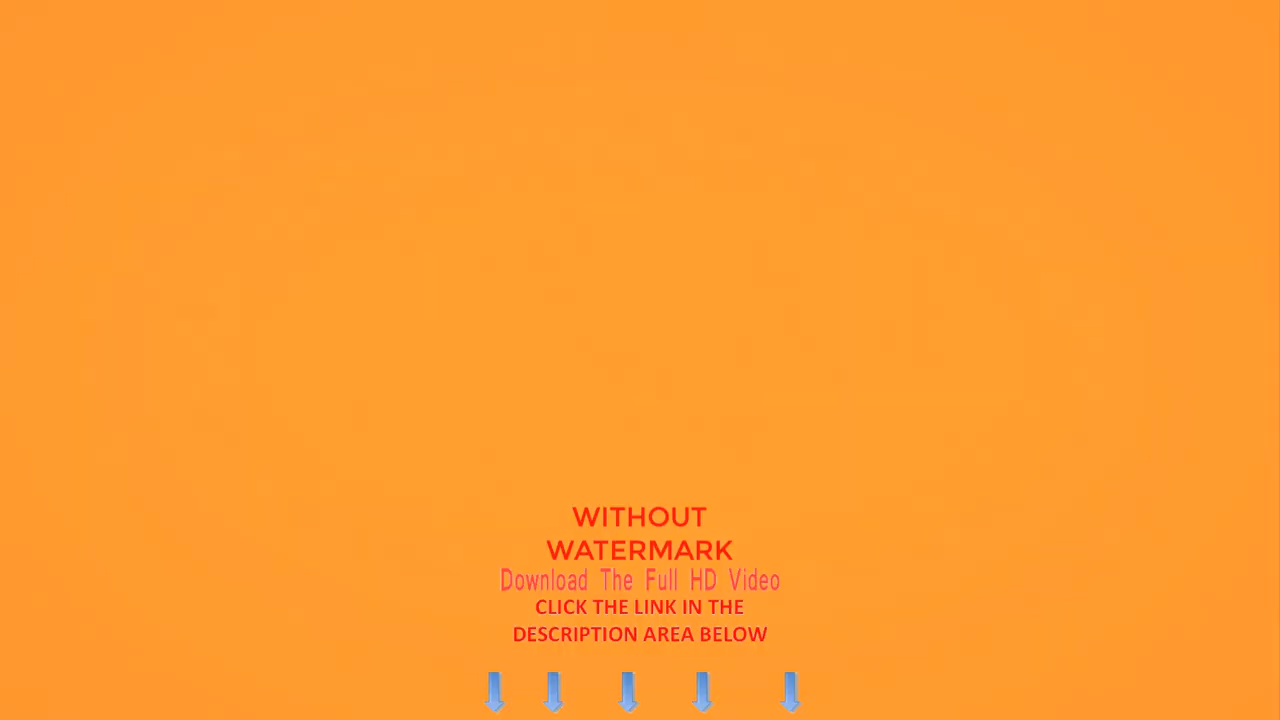 WITHOUT
WATERMARK
Download The Full HD Video
CLICK THE LINK IN THE
DESCRIPTION AREA BELOW